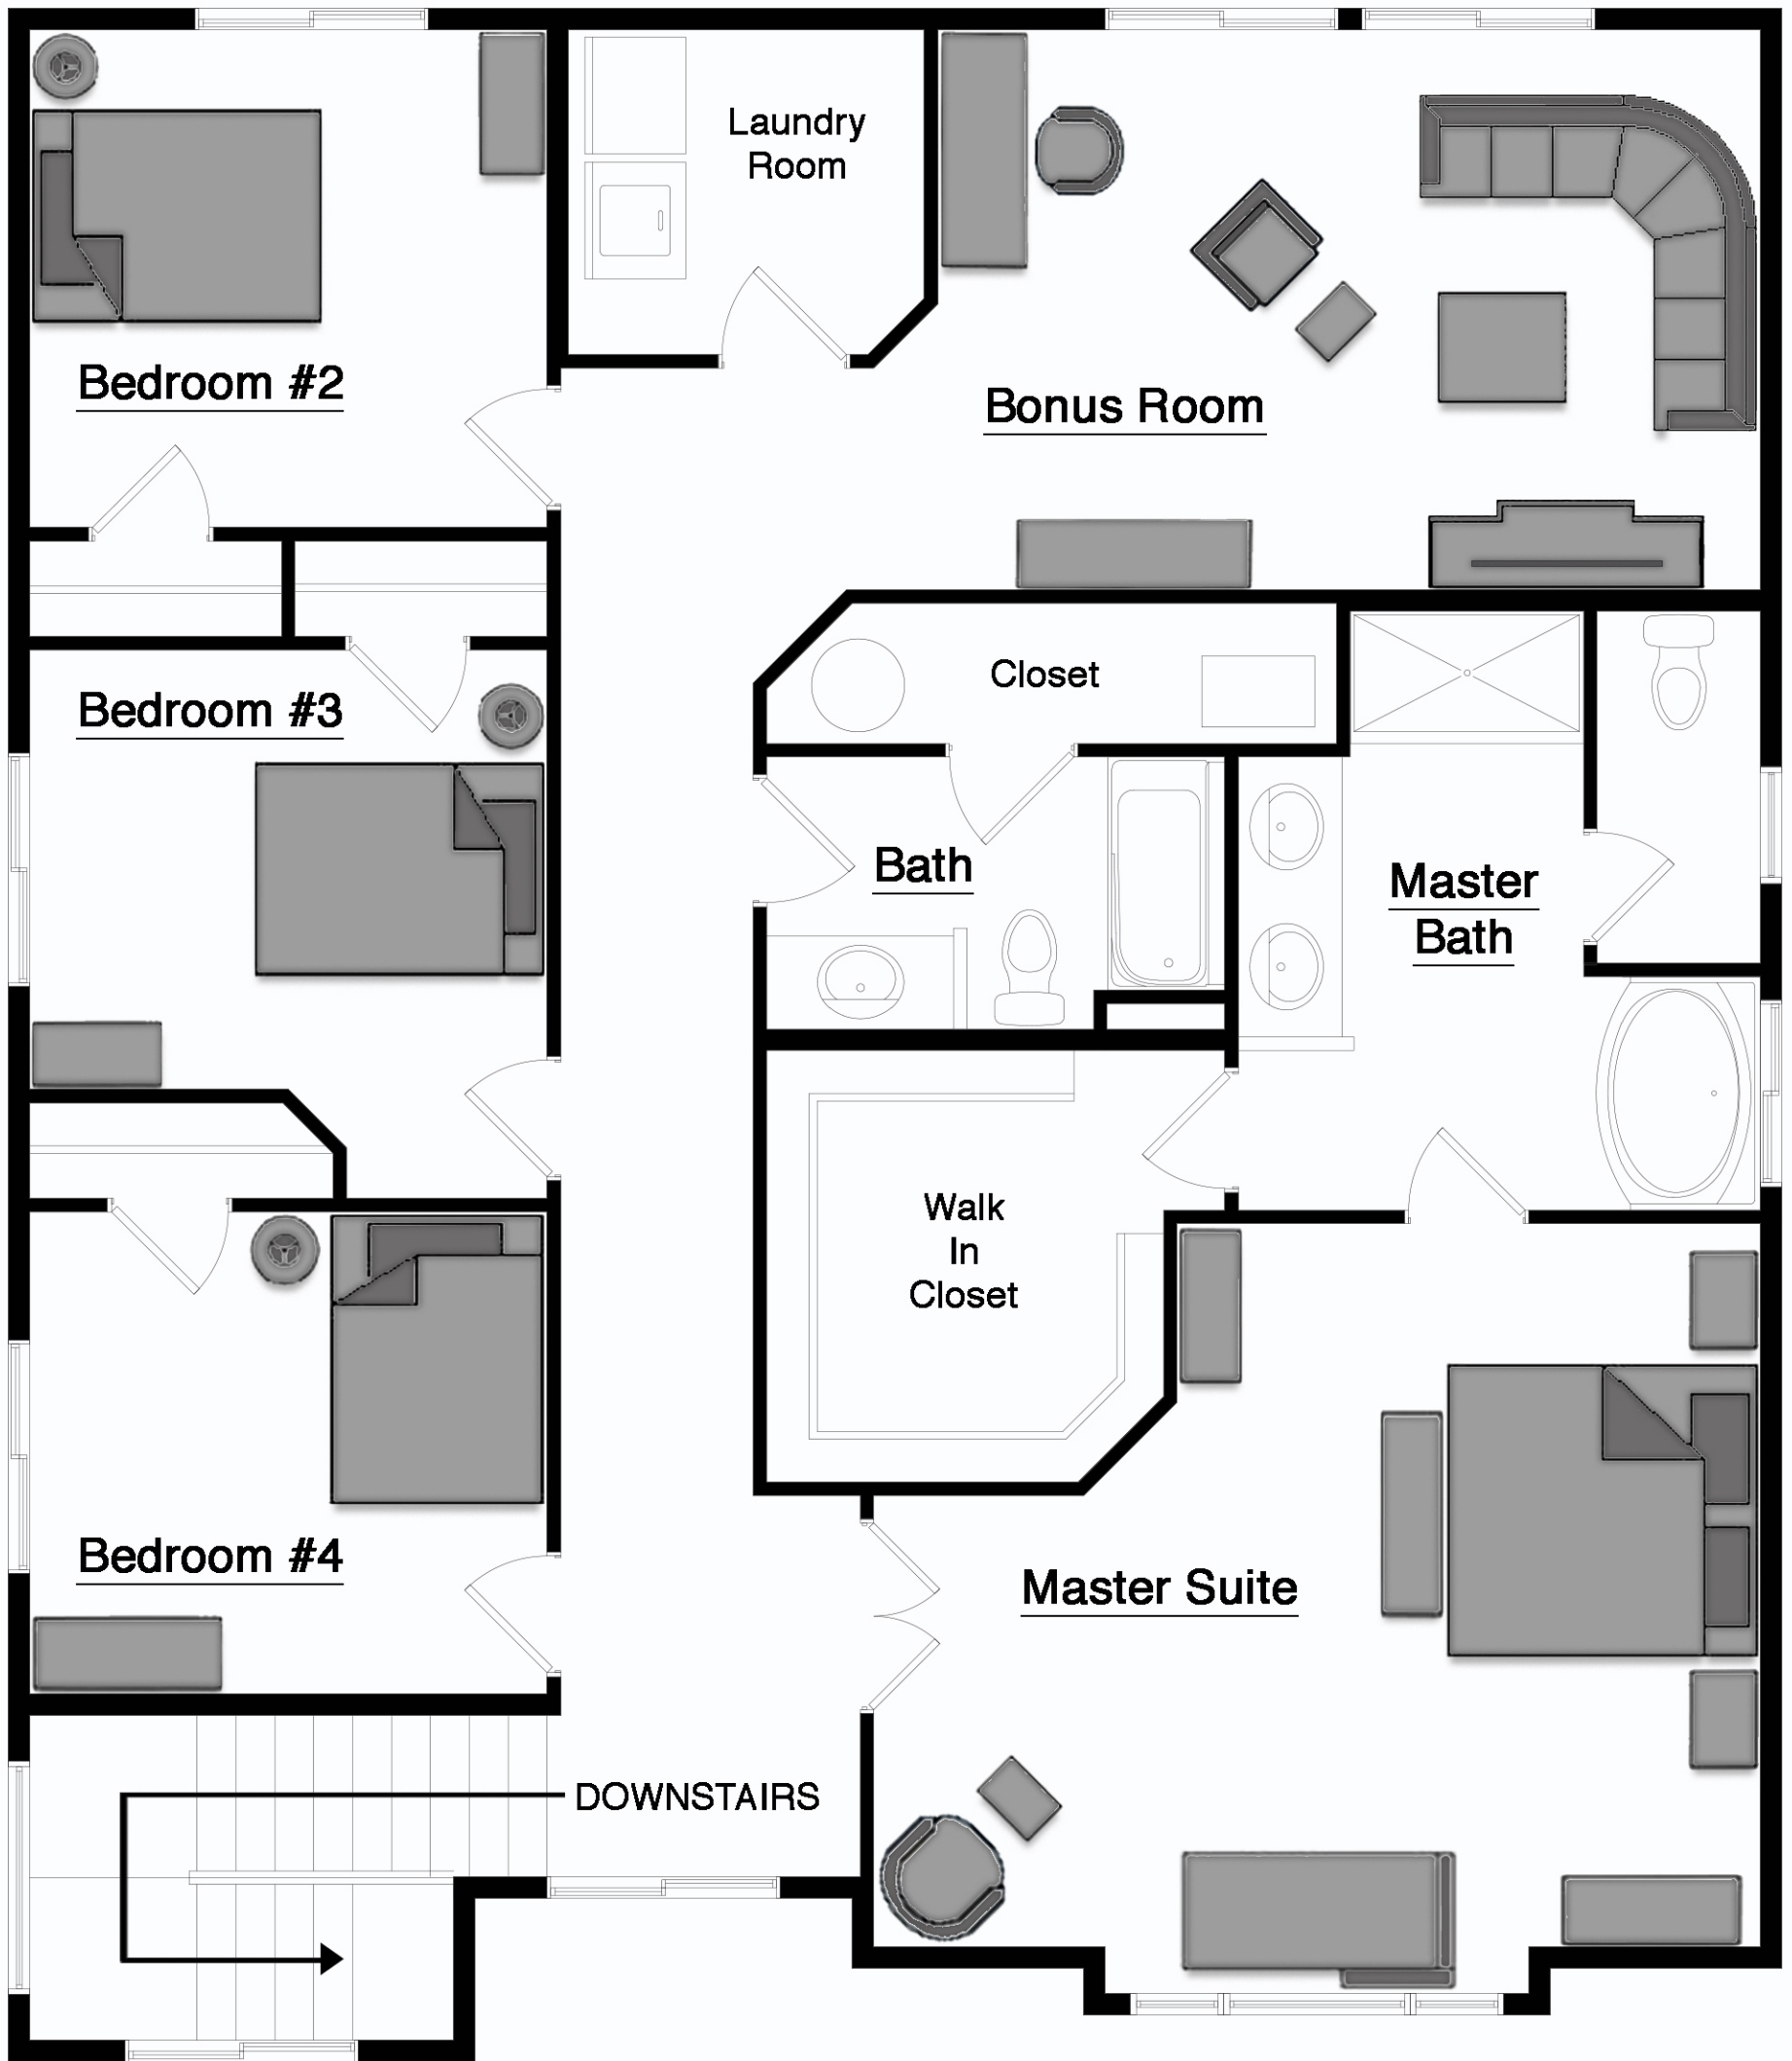 Laundry
Room
Bedroom #2
Bonus Room
Closet
Bedroom #3
Bath
Master
Bath
Walk
In
Closet
Bedroom #4
Master Suite
DOWNSTAIRS